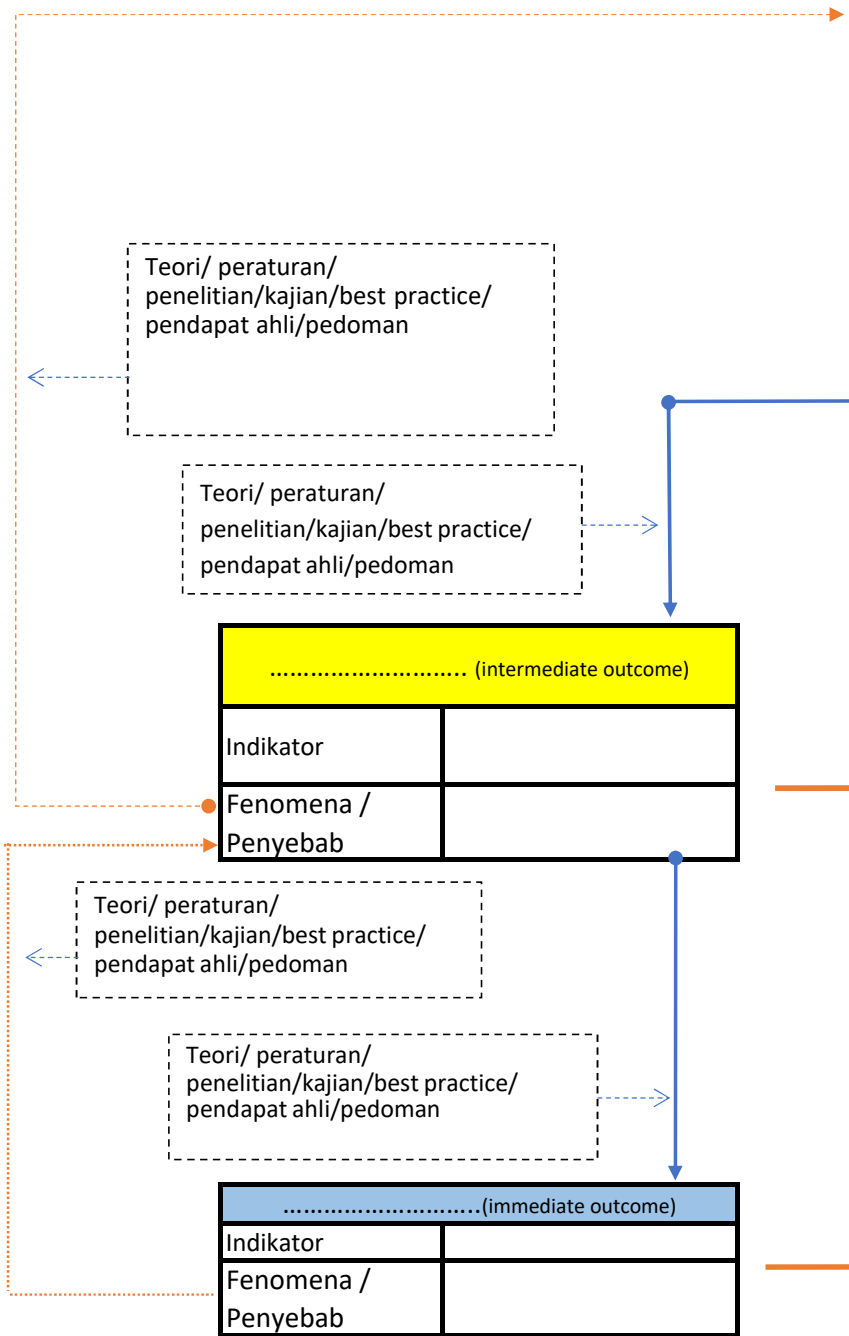 Teori/ peraturan/
penelitian/kajian/best practice/
pendapat ahli/pedoman
Teori/ peraturan/
penelitian/kajian/best practice/
pendapat ahli/pedoman
……………………….. (intermediate outcome)
Indikator
Fenomena /
Penyebab
Teori/ peraturan/
penelitian/kajian/best practice/
pendapat ahli/pedoman
Teori/ peraturan/
penelitian/kajian/best practice/
pendapat ahli/pedoman
………………………..(immediate outcome)
Indikator
Fenomena /
Penyebab